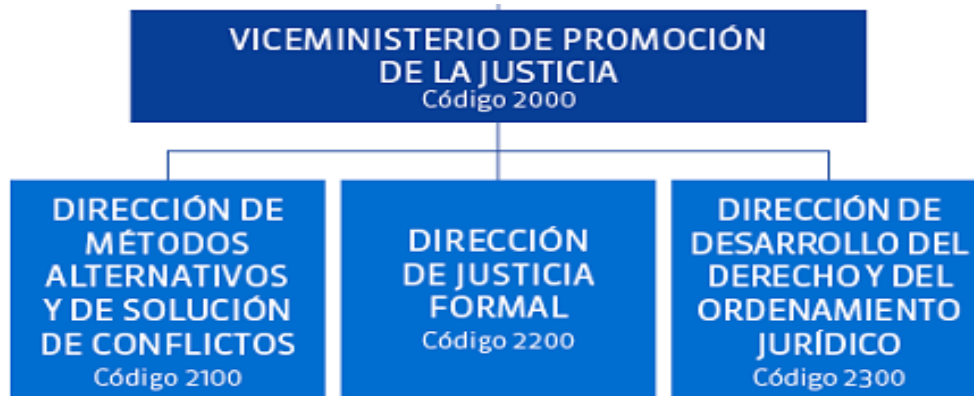 VICEMINISTERIO DE PROMOCIÓN
DE LA JUSTICIA
Código 2000
DIRECCIÓN DE
MÉTODOS
ALTERNATIVOS
Y DE SOLUCIÓN
DE CONFLICTOS
Código 2100
DIRECCIÓN
DE JUSTICIA
FORMAL
Código 2200
DIRECCIÓN DE
DESARROLLO DEL
DERECHO Y DEL
ORDENAMIENTO
JURÍDICO
Código 2300